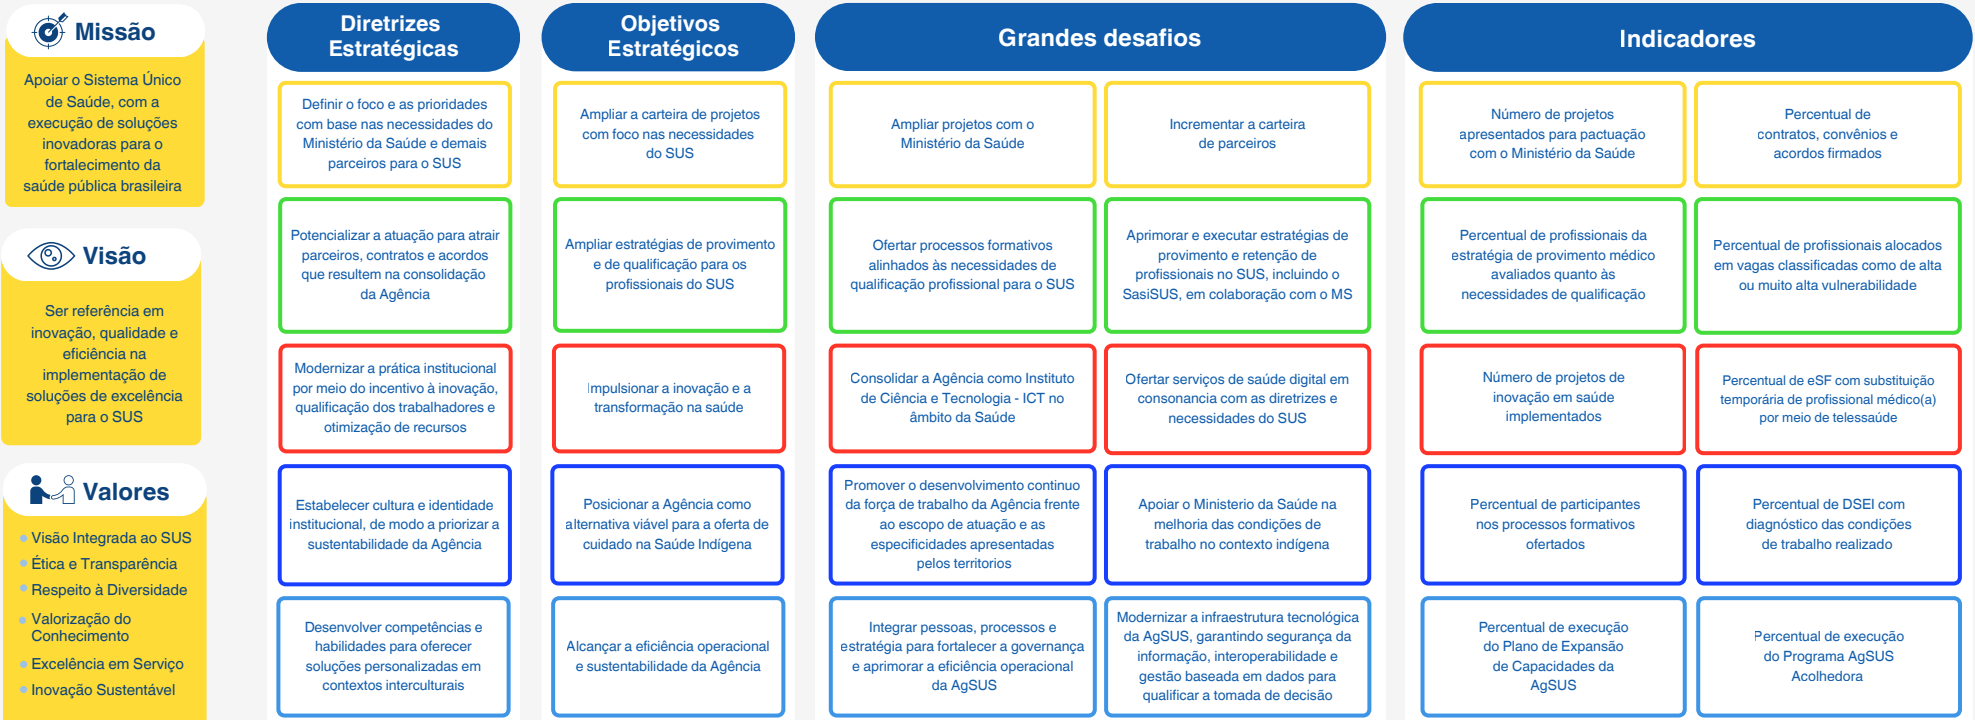 Missão
Apoiar o Sistema Único
de Saúde, com a
execução de soluções
inovadoras para o
fortalecimento da
saúde pública brasileira
Visão
Ser referência em
inovação, qualidade e
eficiência na
implementação de
soluções de excelência
para o SUS
Valores
Visão Integrada ao SUS
Ética e Transparência
Respeito à Diversidade
Valorização do
Conhecimento
Excelência em Serviço
Inovação Sustentável
Diretrizes
Estratégicas
Definir o foco e as prioridades
com base nas necessidades do
Ministério da Saúde e demais
parceiros para o SUS
Potencializar a atuação para atrair
parceiros, contratos e acordos
que resultem na consolidação
da Agência
Modernizar a prática institucional
por meio do incentivo à inovação,
qualificação dos trabalhadores e
otimização de recursos
Estabelecer cultura e identidade
institucional, de modo a priorizar a
sustentabilidade da Agência
Desenvolver competências e
habilidades para oferecer
soluções personalizadas em
contextos interculturais
Objetivos
Estratégicos
Ampliar a carteira de projetos
com foco nas necessidades
do SUS
Ampliar estratégias de provimento
e de qualificação para os
profissionais do SUS
Impulsionar a inovação e a
transformação na saúde
Posicionar a Agência como
alternativa viável para a oferta de
cuidado na Saúde Indígena
Alcançar a eficiência operacional
e sustentabilidade da Agência
Grandes desafios
Ampliar projetos com o
Ministério da Saúde
Incrementar a carteira
de parceiros
Ofertar processos formativos
alinhados às necessidades de
qualificação profissional para o SUS
Aprimorar e executar estratégias de
provimento e retenção de
profissionais no SUS, incluindo o
SasiSUS, em colaboração com o MS
Consolidar a Agência como Instituto
de Ciência e Tecnologia - ICT no
âmbito da Saúde
Ofertar serviços de saúde digital em
consonância com as diretrizes e
necessidades do SUS
Promover o desenvolvimento continuo
da força de trabalho da Agência frente
ao escopo de atuação e as
especificidades apresentadas
pelos territorios
Apoiar o Ministerio da Saúde na
melhoria das condições de
trabalho no contexto indígena
Integrar pessoas, processos e
estratégia para fortalecer a governança
e aprimorar a eficiência operacional
da AgSUS
Modernizar a infraestrutura tecnológica
da AgSUS, garantindo segurança da
informação, interoperabilidade e
gestão baseada em dados para
qualificar a tomada de decisão
Indicadores
Número de projetos
apresentados para pactuação
com o Ministério da Saúde
Percentual de
contratos, convênios e
acordos firmados
Percentual de profissionais da
estratégia de provimento médico
avaliados quanto às
necessidades de qualificação
Percentual de profissionais alocados
em vagas classificadas como de alta
ou muito alta vulnerabilidade
Número de projetos de
inovação em saúde
implementados
Percentual de eSF com substituição
temporária de profissional médico(a)
por meio de telessaúde
Percentual de participantes
nos processos formativos
ofertados
Percentual de DSEI com
diagnóstico das condições
de trabalho realizado
Percentual de execução
do Plano de Expansão
de Capacidades da
AgSUS
Percentual de execução
do Programa AgSUS
Acolhedora